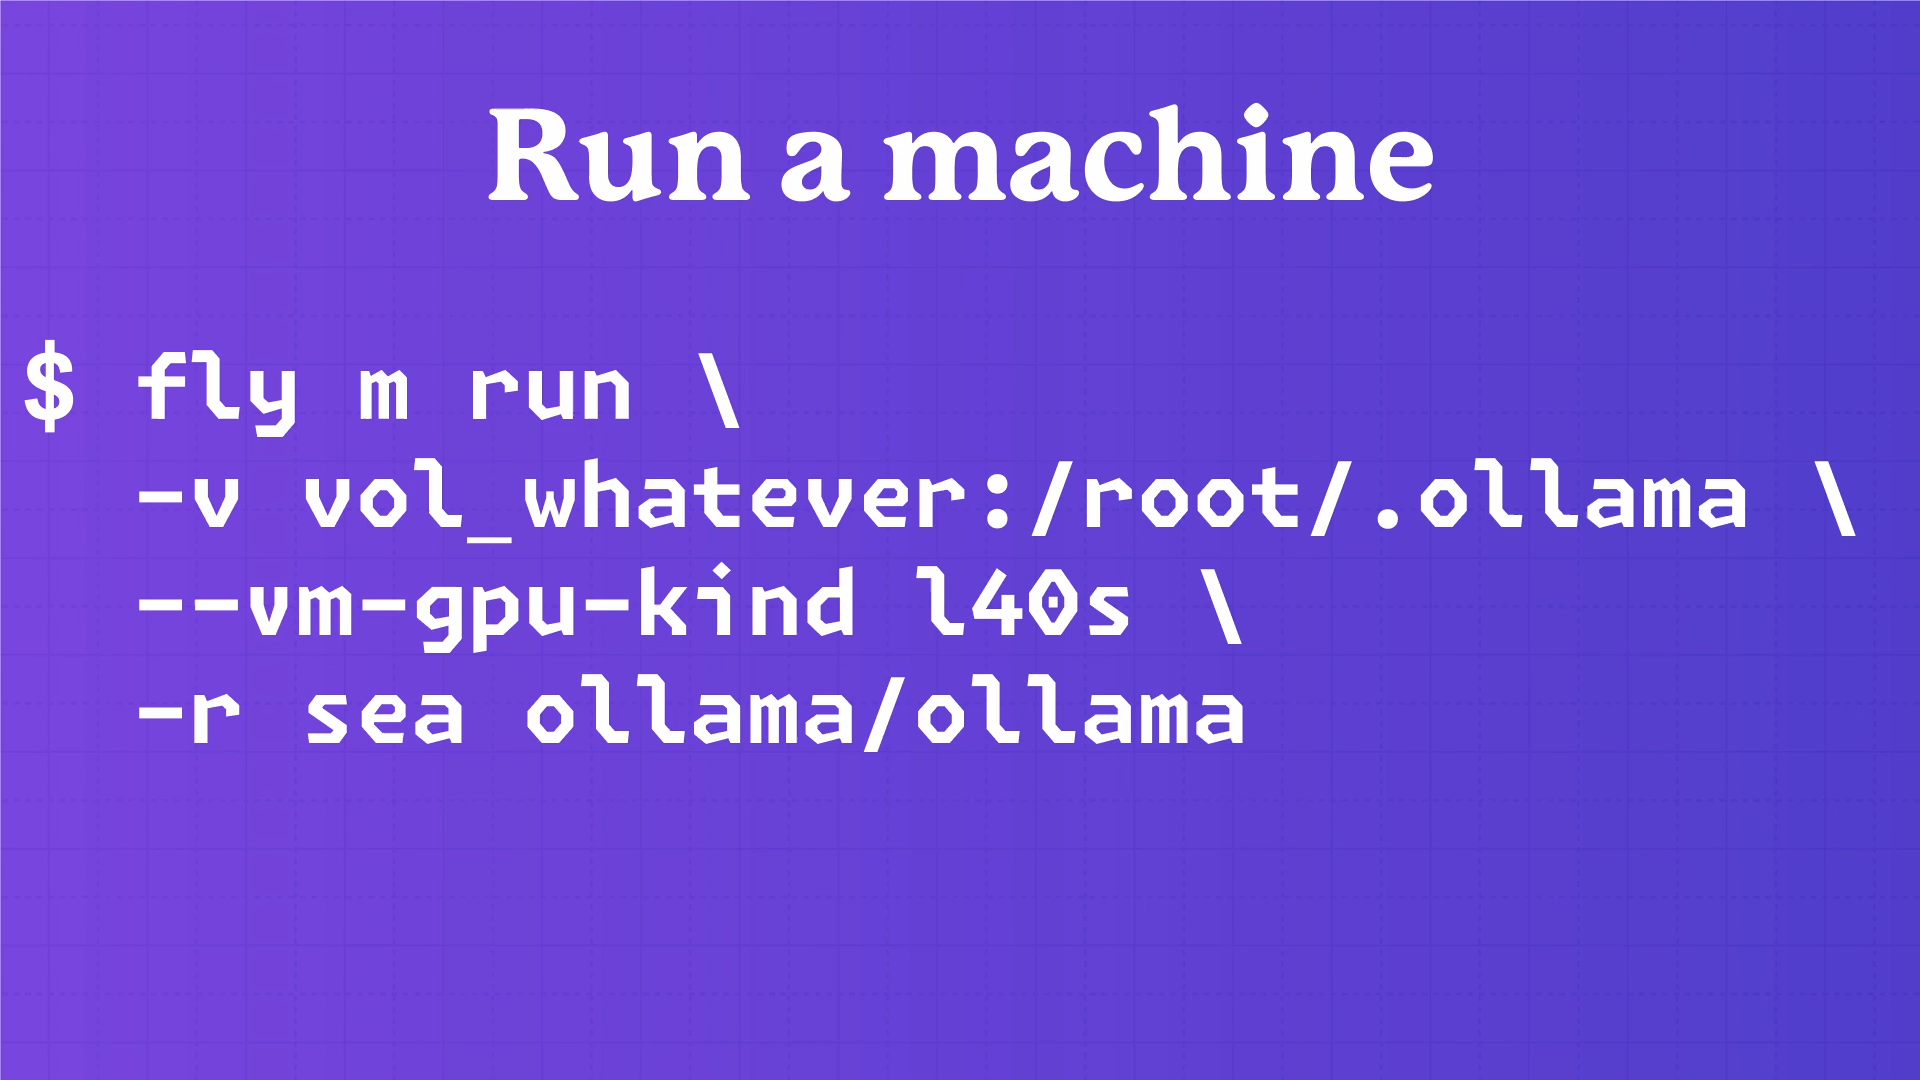 Run a machine
$ fly m run \
-v vol_whatever:/root/.ollama \
--vm-gpu-kind l40s \
-r sea ollama/ollama